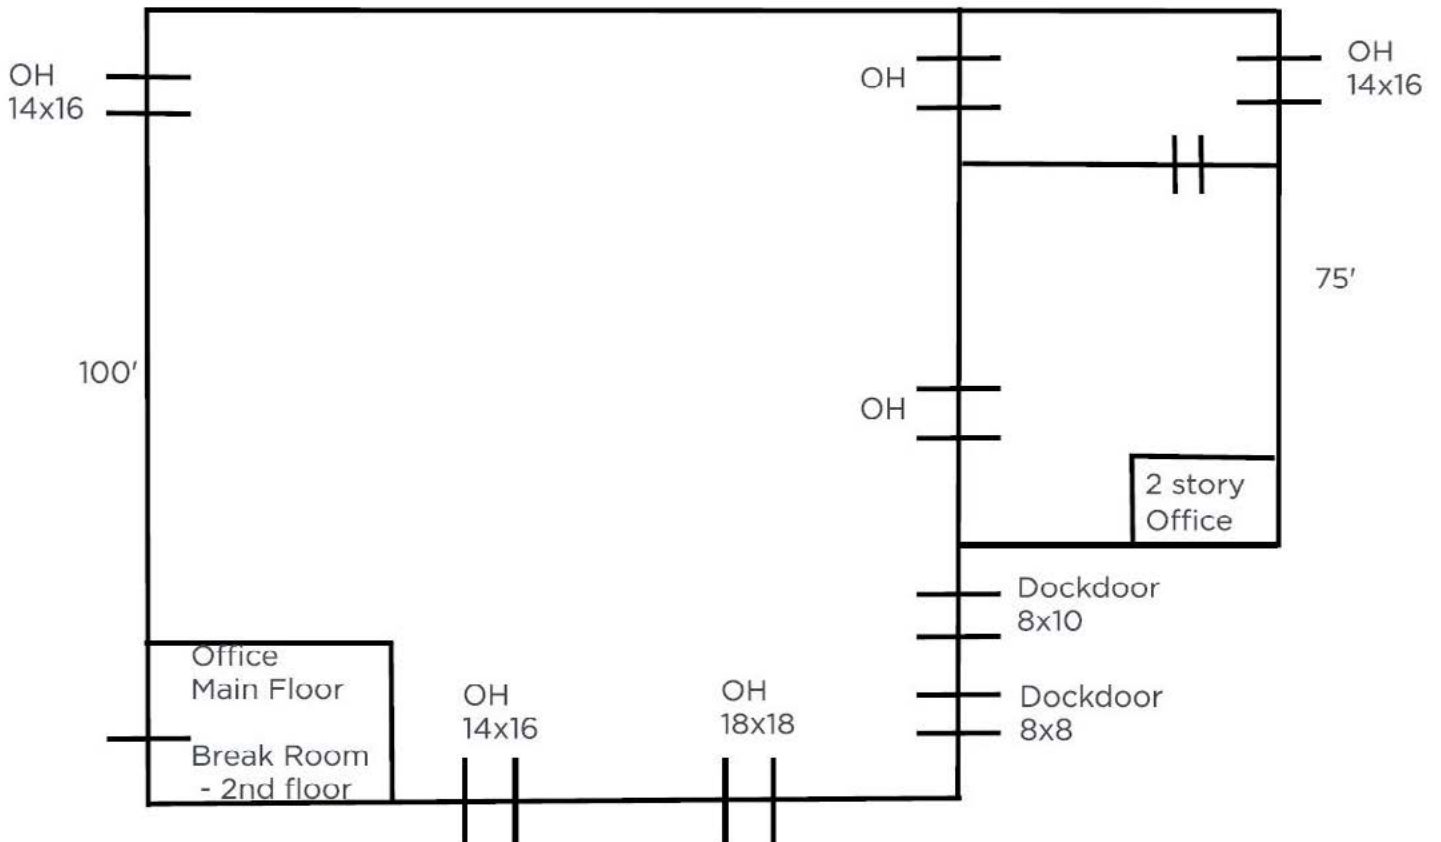 OH
14x16
OH
OH
14x16
75'
100'
OH
2 story
Office
Dockdoor
8x10
Office
Main Floor
OH
14x16
OH
18x18
Dockdoor
8x8
Break Room
- 2nd floor